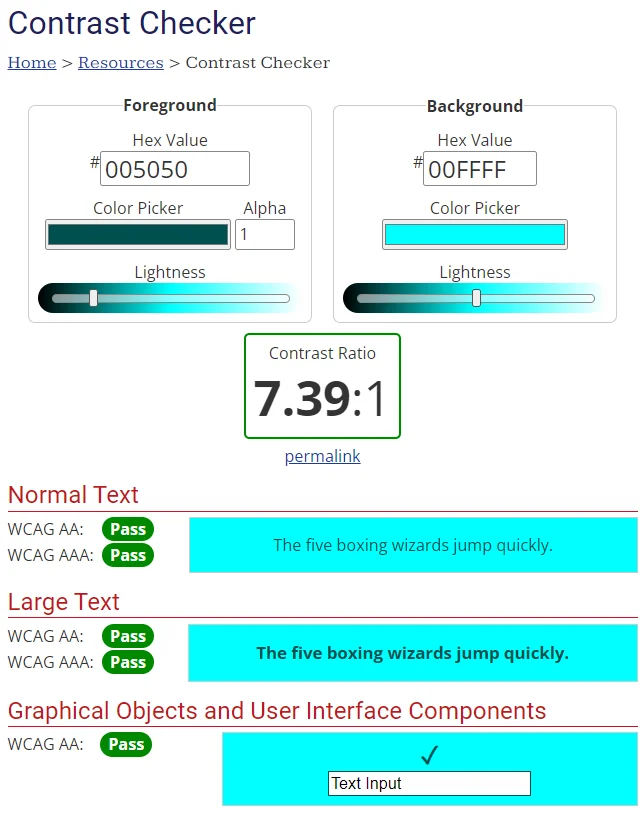 Contrast Checker
Home > Resources > Contrast Checker
Foreground
Hex Value
#005050
Color Picker
Alpha
1
Lightness
Background
Hex Value
#00FFFF
Color Picker
Lightness
Contrast Ratio
7.39:1
permalink
Normal Text
WCAG AA: Pass
WCAG AAA: Pass
The five boxing wizards jump quickly.
Large Text
WCAG AA: Pass
WCAG AAA: Pass
The five boxing wizards jump quickly.
Graphical Objects and User Interface Components
WCAG AA: Pass
✓
Text Input